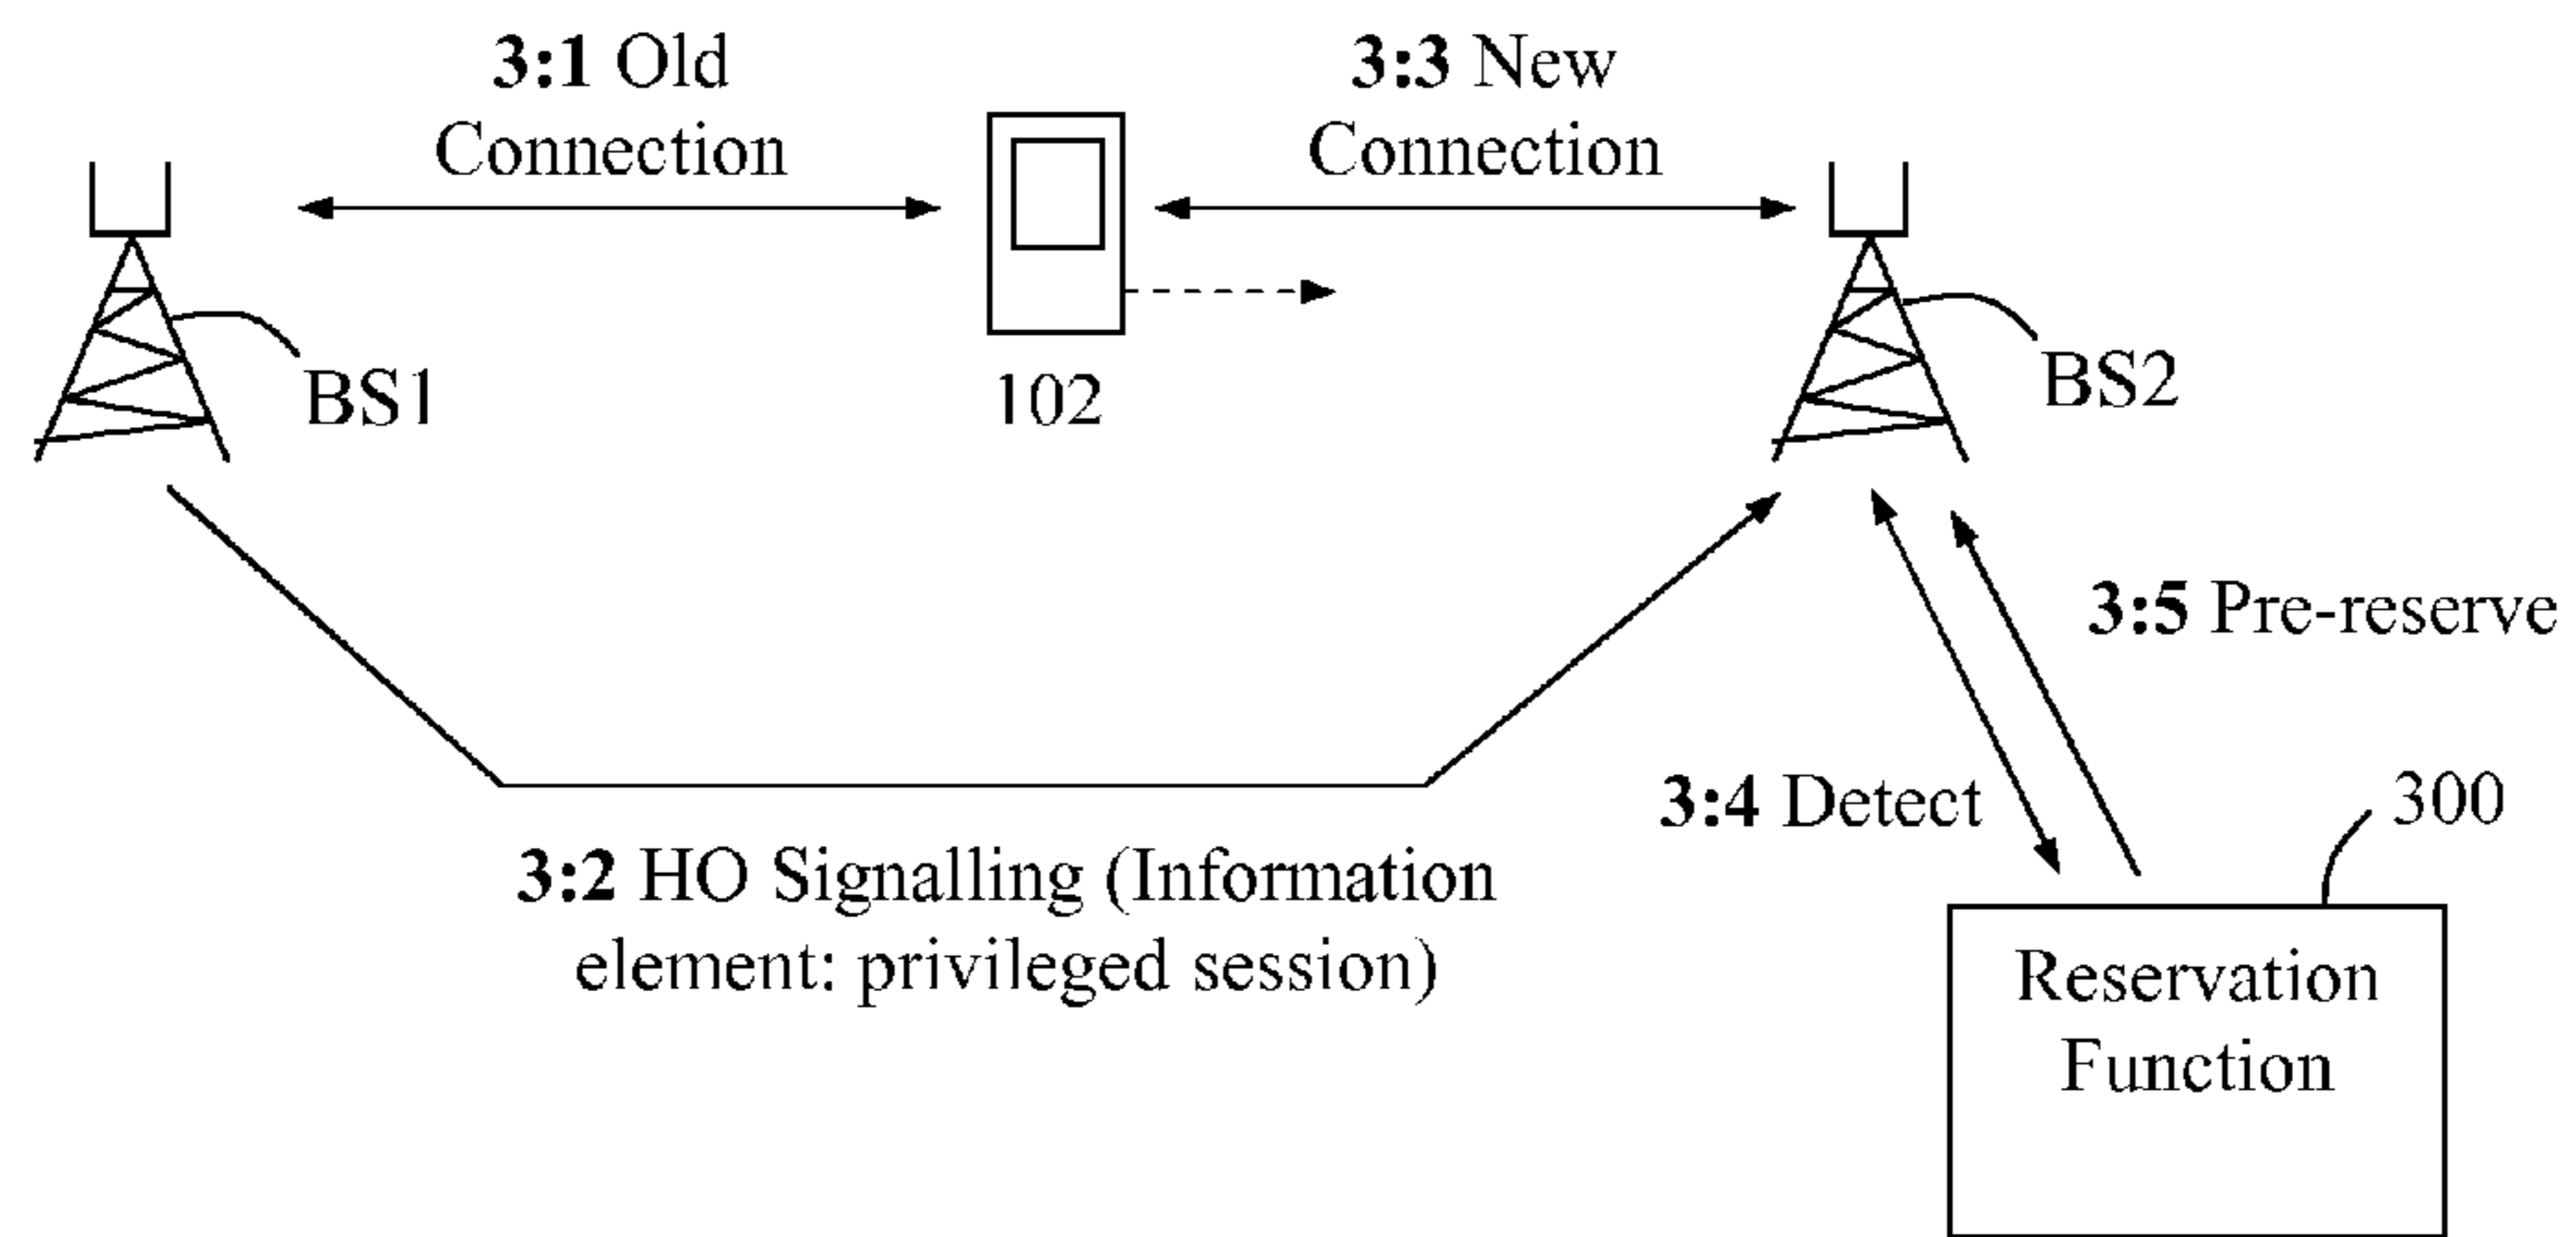 3:1 Old
Connection
3:3 New
Connection
BS1
102
BS2
3:5 Pre-reserve
3:4 Detect
300
3:2 HO Signalling (Information
element: privileged session)
Reservation
Function